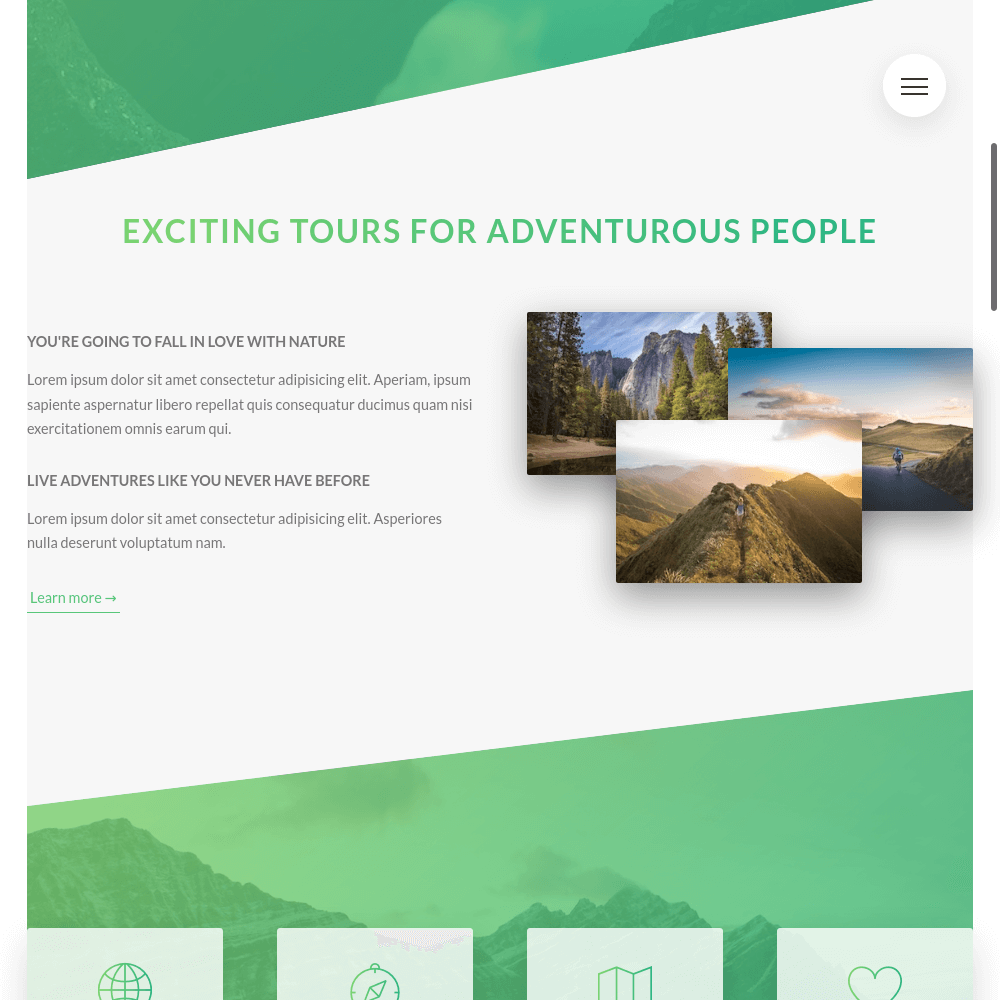 EXCITING TOURS FOR ADVENTUROUS PEOPLE
YOU'RE GOING TO FALL IN LOVE WITH NATURE
Lorem ipsum dolor sit amet consectetur adipisicing elit. Aperiam, ipsum
sapiente aspernatur libero repellat quis consequatur ducimus quam nisi
exercitationem omnis earum qui.
LIVE ADVENTURES LIKE YOU NEVER HAVE BEFORE
Lorem ipsum dolor sit amet consectetur adipisicing elit. Asperiores
nulla deserunt voluptatum nam.
Learn more →